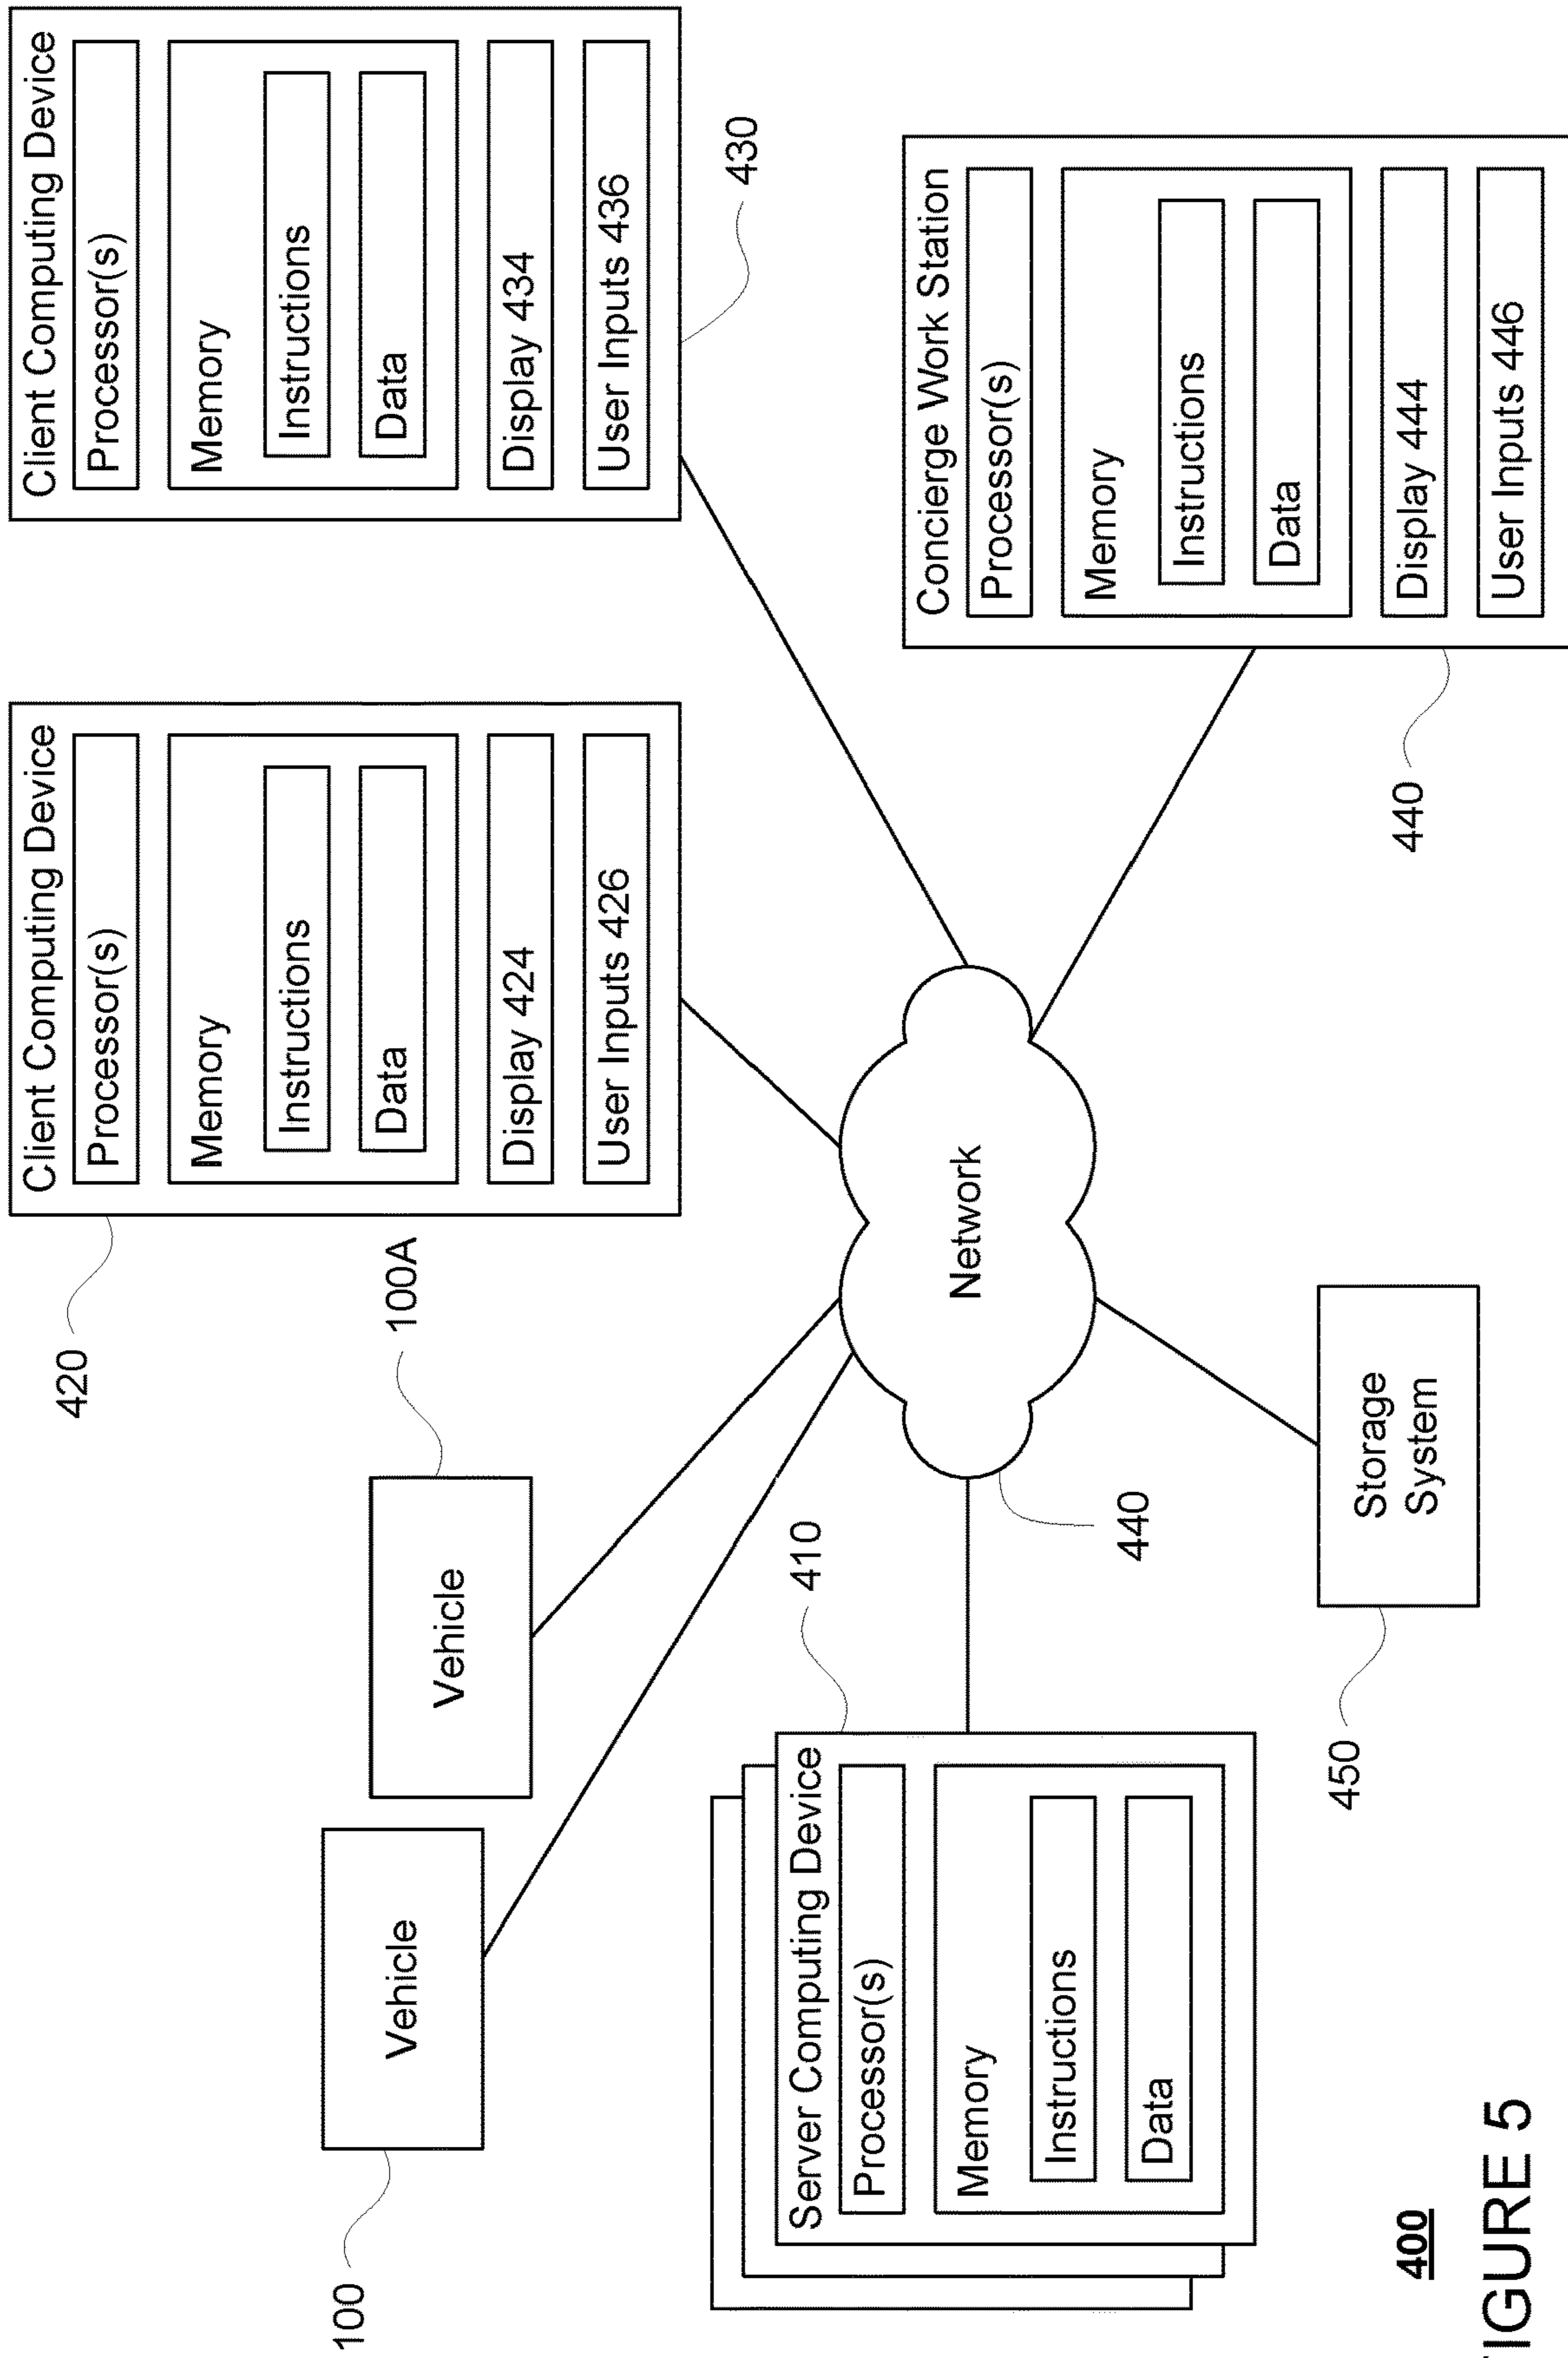 100
Vehicle
100A
Vehicle
420
Client Computing Device
Processor(s)
Memory
Instructions
Data
Display 424
User Inputs 426
Client Computing Device
Processor(s)
Memory
Instructions
Data
Display 434
User Inputs 436
430
410
Server Computing Device
Processor(s)
Memory
Instructions
Data
Network
440
Concierge Work Station
Processor(s)
Memory
Instructions
Data
Display 444
User Inputs 446
440
450
Storage
System
400
FIGURE 5